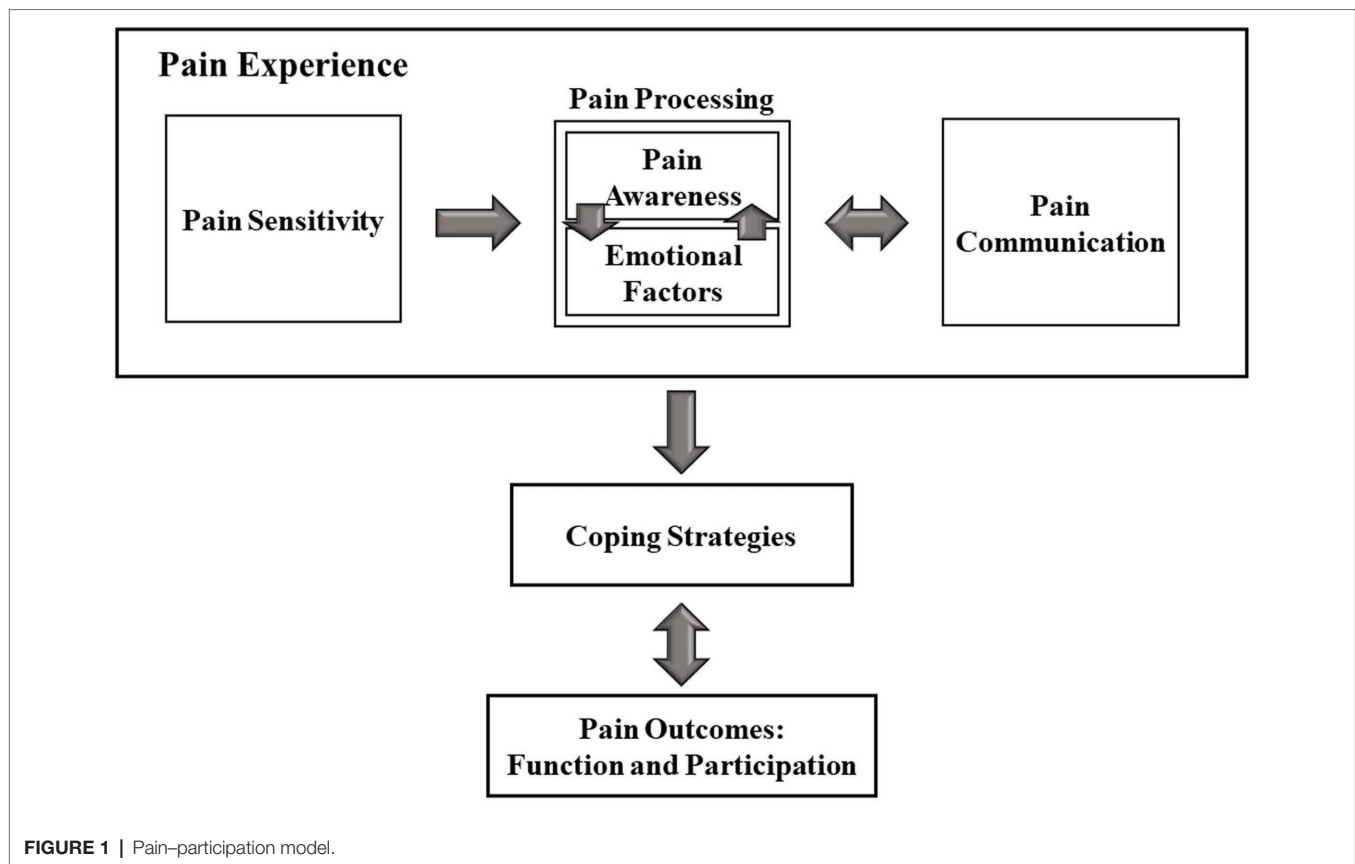 Pain Experience
Pain Processing
Pain Sensitivity
Pain
Awareness
Emotional
Factors
Pain
Communication
Coping Strategies
Pain Outcomes:
Function and Participation
FIGURE 1 | Pain–participation model.